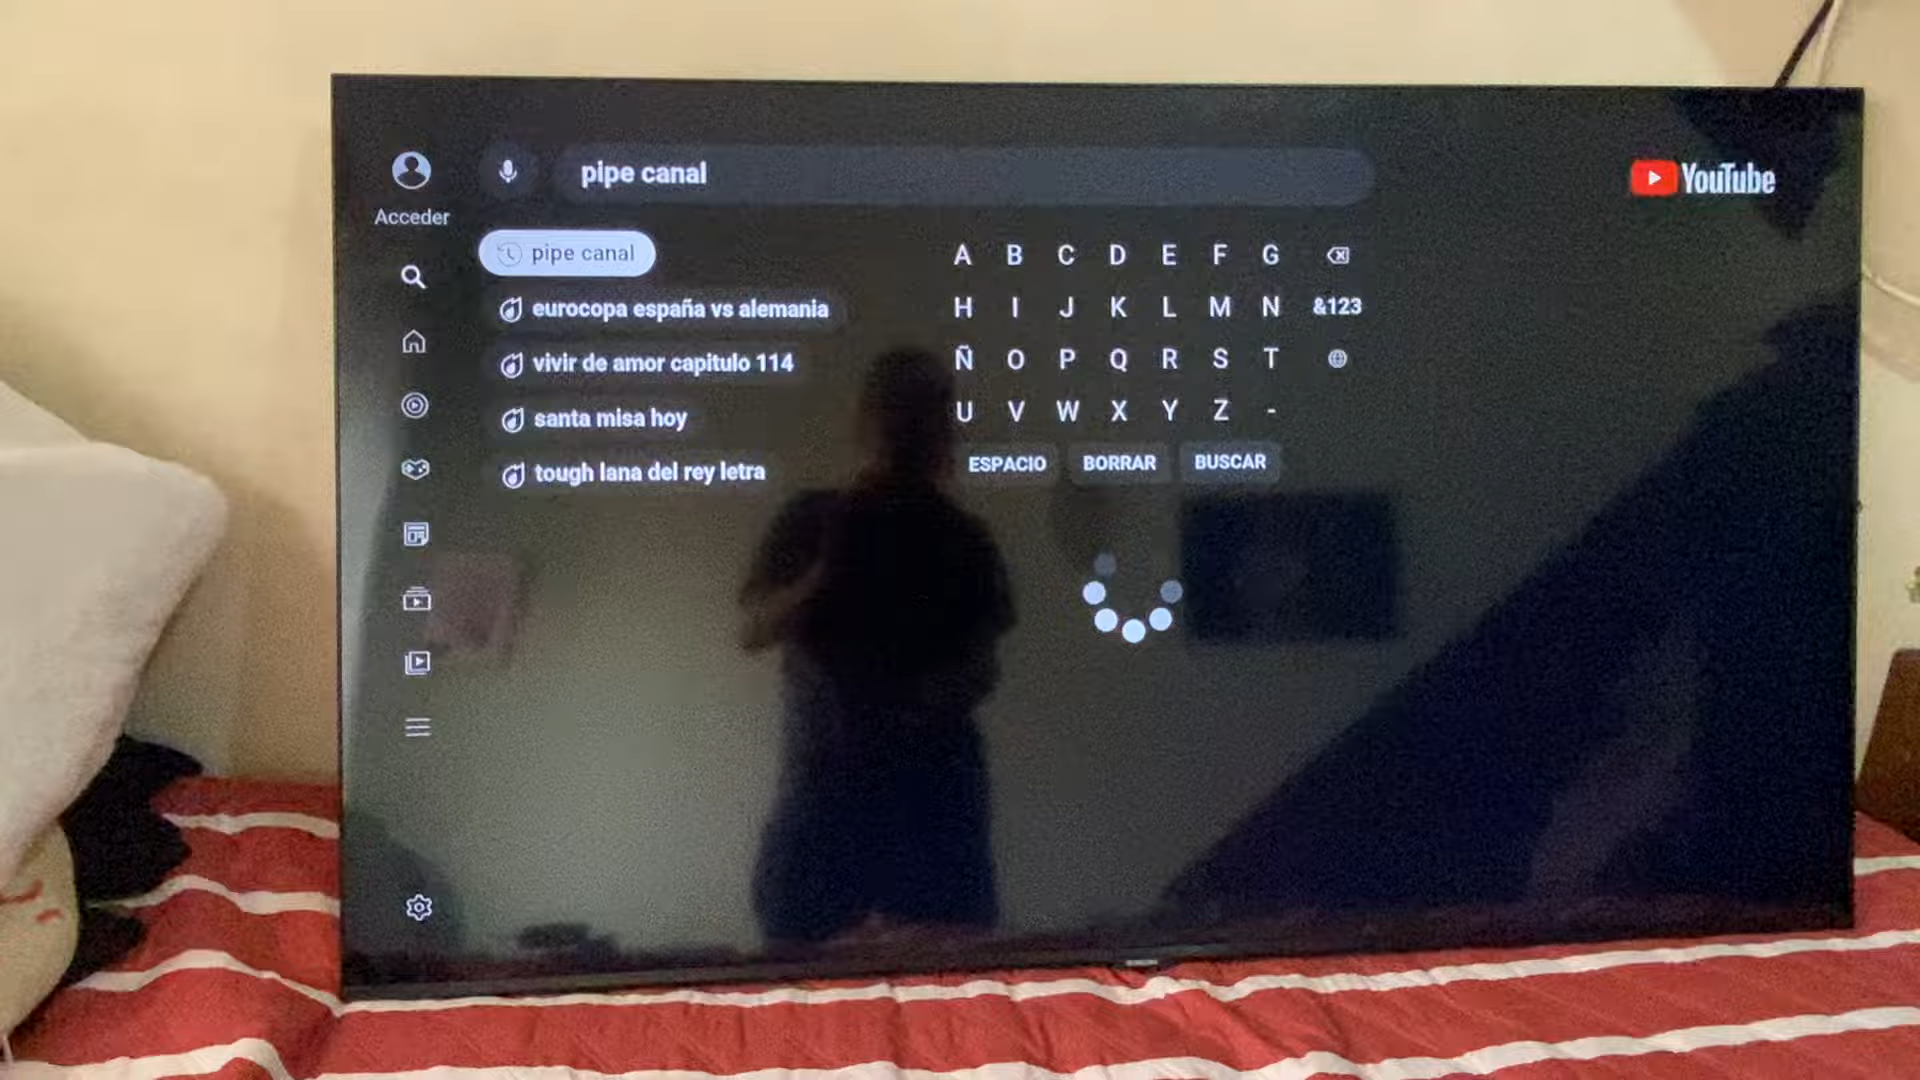 pipe canal
YouTube
Acceder
pipe canal
eurocopa españa vs alemania
vivir de amor capitulo 114
santa misa hoy
tough lana del rey letra
A B C D E F G
H I J K L M N &123
Ñ O P Q R S T
U V W X Y Z -
ESPACIO BORRAR BUSCAR